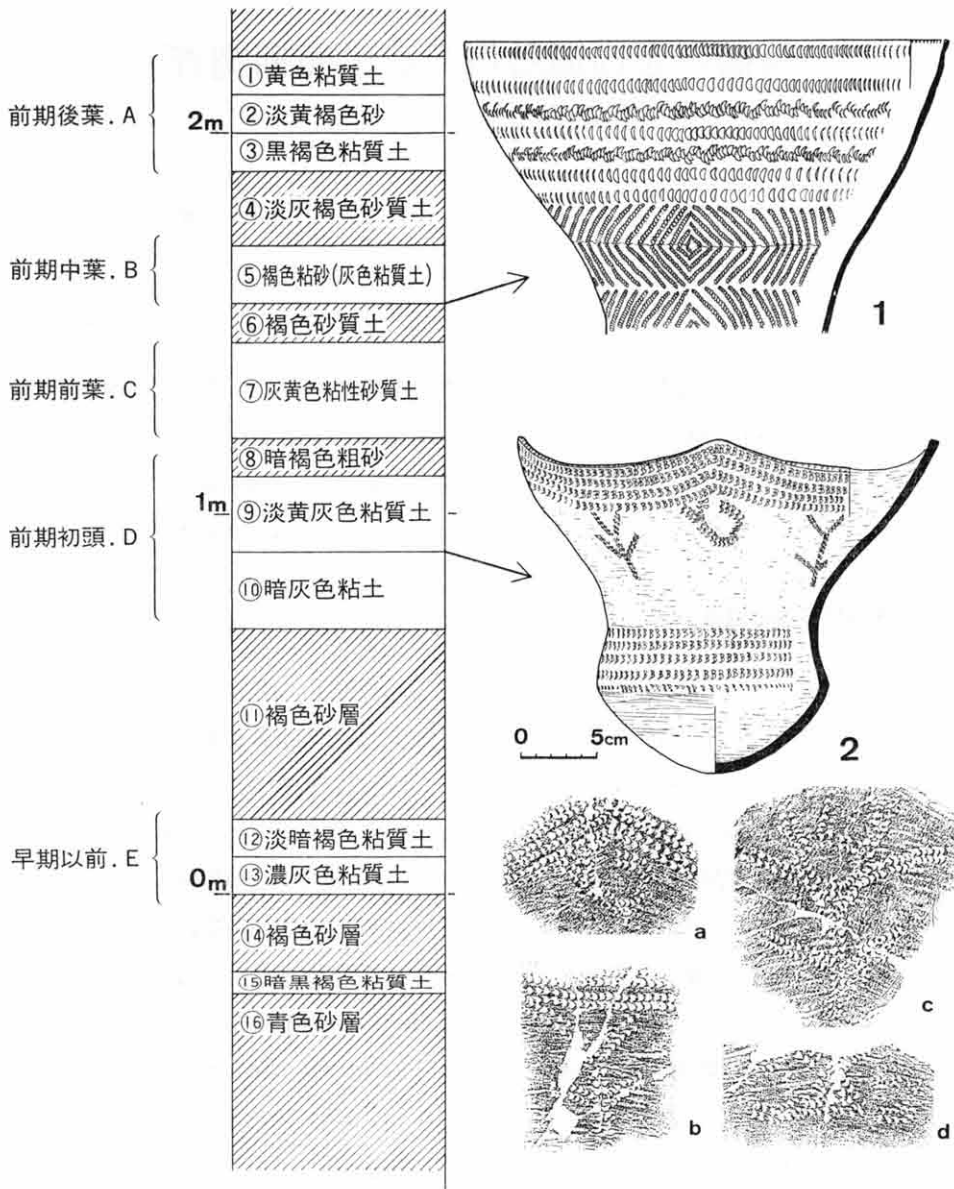 前期後葉.A
前期中葉.B
前期前葉.C
前期初頭.D
早期以前.E
2m
1m
0m
①黄色粘質土
②淡黄褐色砂
③黒褐色粘質土
④淡灰褐色砂質土
⑤褐色粘砂(灰色粘質土)
⑥褐色砂質土
⑦灰黄色粘性砂質土
⑧暗褐色粗砂
⑨淡黄灰色粘質土
⑩暗灰色粘土
⑪褐色砂層
⑫淡暗褐色粘質土
⑬濃灰色粘質土
⑭褐色砂層
⑮暗黒褐色粘質土
⑯青色砂層
1
2
0 5cm
a
b
c
d